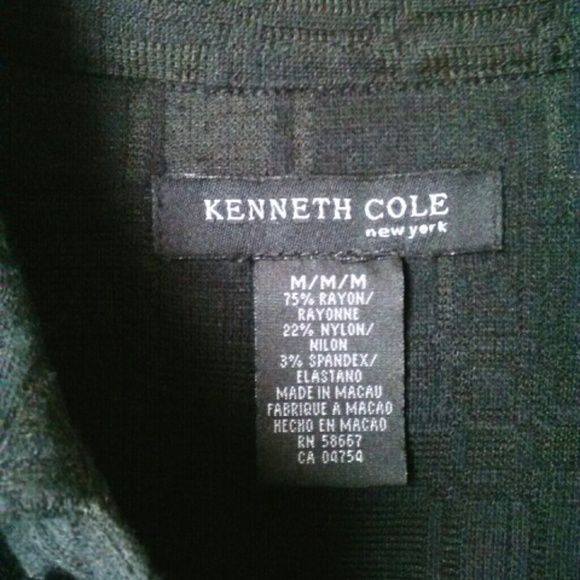 KENNETH COLE
new york
M/M/M
75% RAYON/
RAYONNE
22% NYLON/
NILON
3% SPANDEX/
ELASTANO
MADE IN MACAU
FABRIQUE A MACAO
HECHO EN MACAO
RN 58667
CA 04754